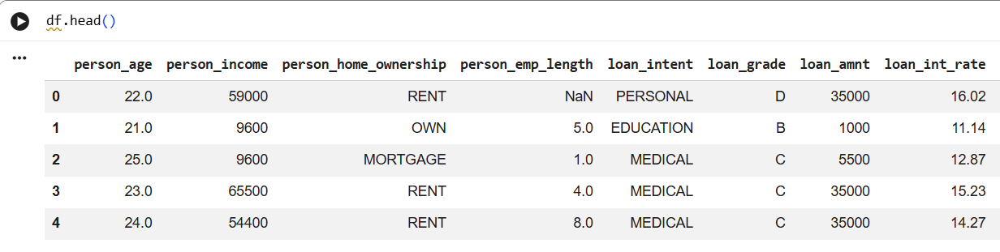 df.head()
person_age person_income person_home_ownership person_emp_length loan_intent loan_grade loan_amnt loan_int_rate
0 22.0 59000 RENT NaN PERSONAL D 35000 16.02
1 21.0 9600 OWN 5.0 EDUCATION B 1000 11.14
2 25.0 9600 MORTGAGE 1.0 MEDICAL C 5500 12.87
3 23.0 65500 RENT 4.0 MEDICAL C 35000 15.23
4 24.0 54400 RENT 8.0 MEDICAL C 35000 14.27